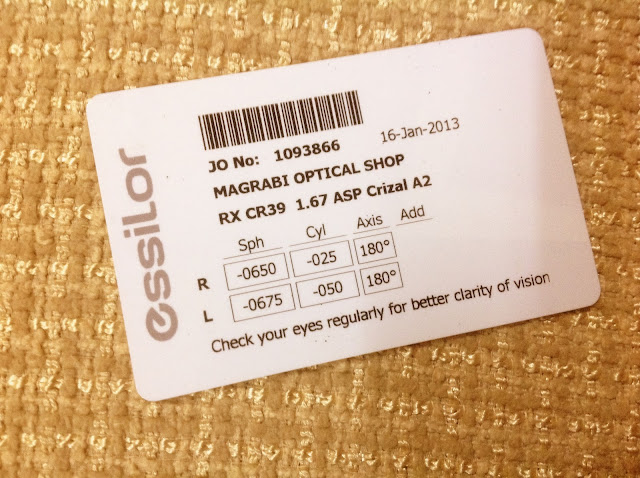 essilor
JO No: 1093866 16-Jan-2013
MAGRABI OPTICAL SHOP
RX CR39 1.67 ASP Crizal A2
Sph Cyl Axis Add
R -0650 -025 180°
L -0675 -050 180°
Check your eyes regularly for better clarity of vision